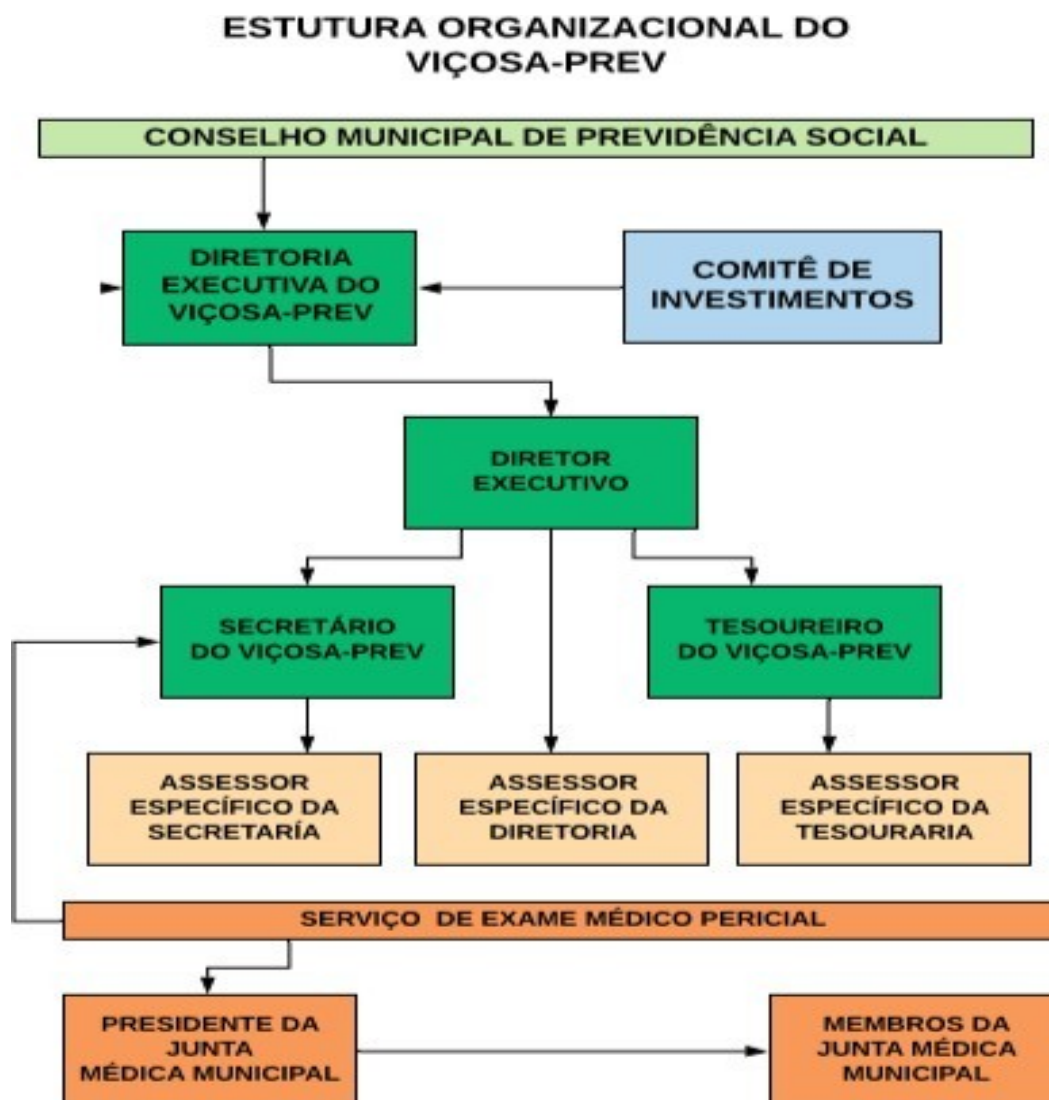 ESTUTURA ORGANIZACIONAL DO
VIÇOSA-PREV
CONSELHO MUNICIPAL DE PREVIDÊNCIA SOCIAL
DIRETORIA
EXECUTIVA DO
VIÇOSA-PREV
COMITÊ DE
INVESTIMENTOS
DIRETOR
EXECUTIVO
SECRETÁRIO
DO VIÇOSA-PREV
TESOUREIRO
DO VIÇOSA-PREV
ASSESSOR
ESPECÍFICO DA
SECRETARÍA
ASSESSOR
ESPECÍFICO DA
DIRETORIA
ASSESSOR
ESPECÍFICO DA
TESOURARIA
SERVIÇO DE EXAME MÉDICO PERICIAL
PRESIDENTE DA
JUNTA
MÉDICA MUNICIPAL
MEMBROS DA
JUNTA MÉDICA
MUNICIPAL